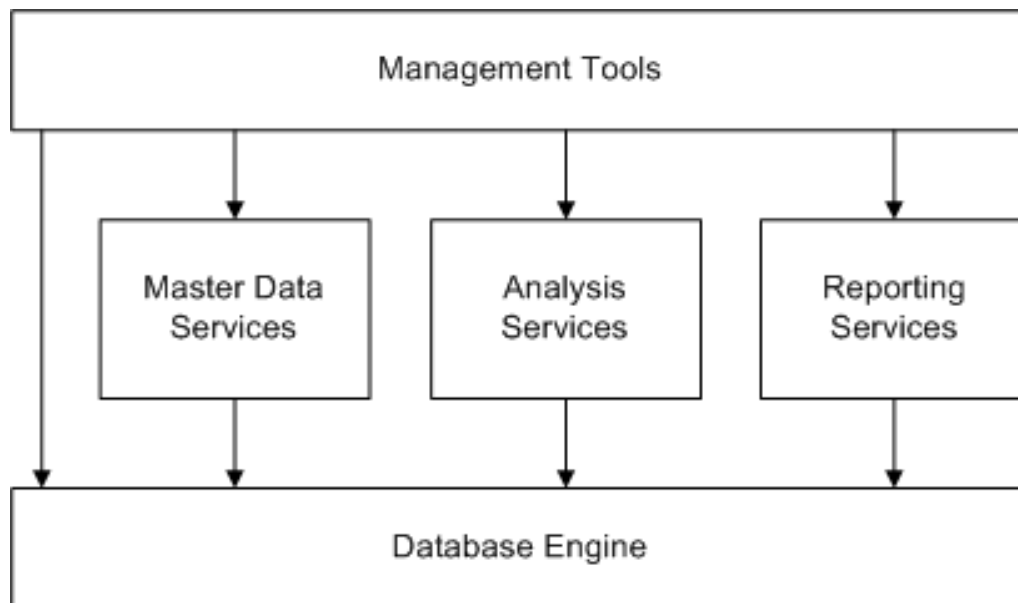 Management Tools
Master Data
Services
Analysis
Services
Reporting
Services
Database Engine